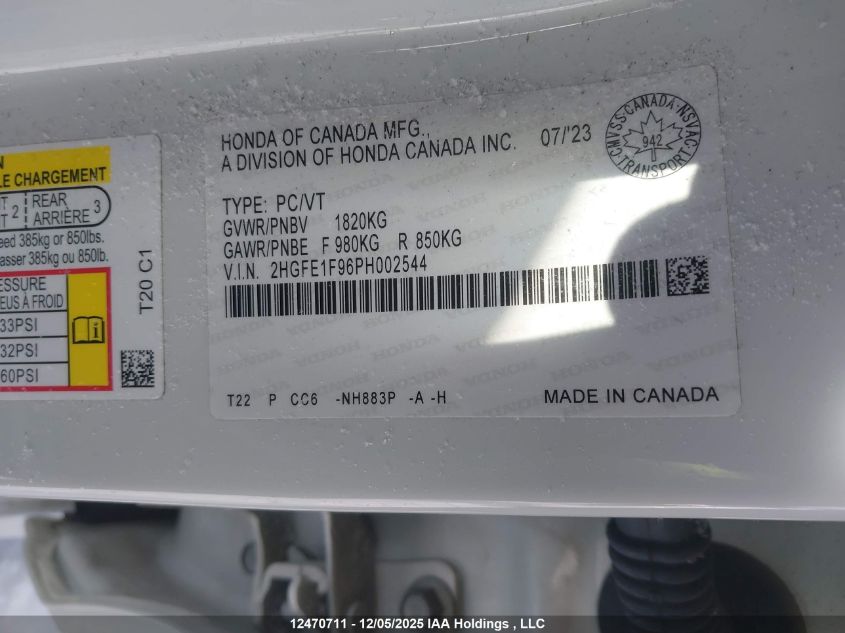 N
LE CHARGEMENT
T 2 REAR
T ARRIÈRE 3
eed 385kg or 850lbs.
asser 385kg ou 850lb.
ESSURE
EUS À FROID
33PSI
32PSI
60PSI
T20 C1
HONDA OF CANADA MFG.,
A DIVISION OF HONDA CANADA INC. 07/'23
CMVSS-CANADA-NSVAC
942
TRANSPORT
TYPE: PC/VT
GVWR/PNBV 1820KG
GAWR/PNBE F 980KG R 850KG
V.I.N. 2HGFE1F96PH002544
T22 P CC6 -NH883P -A -H MADE IN CANADA
12470711 - 12/05/2025 IAA Holdings , LLC